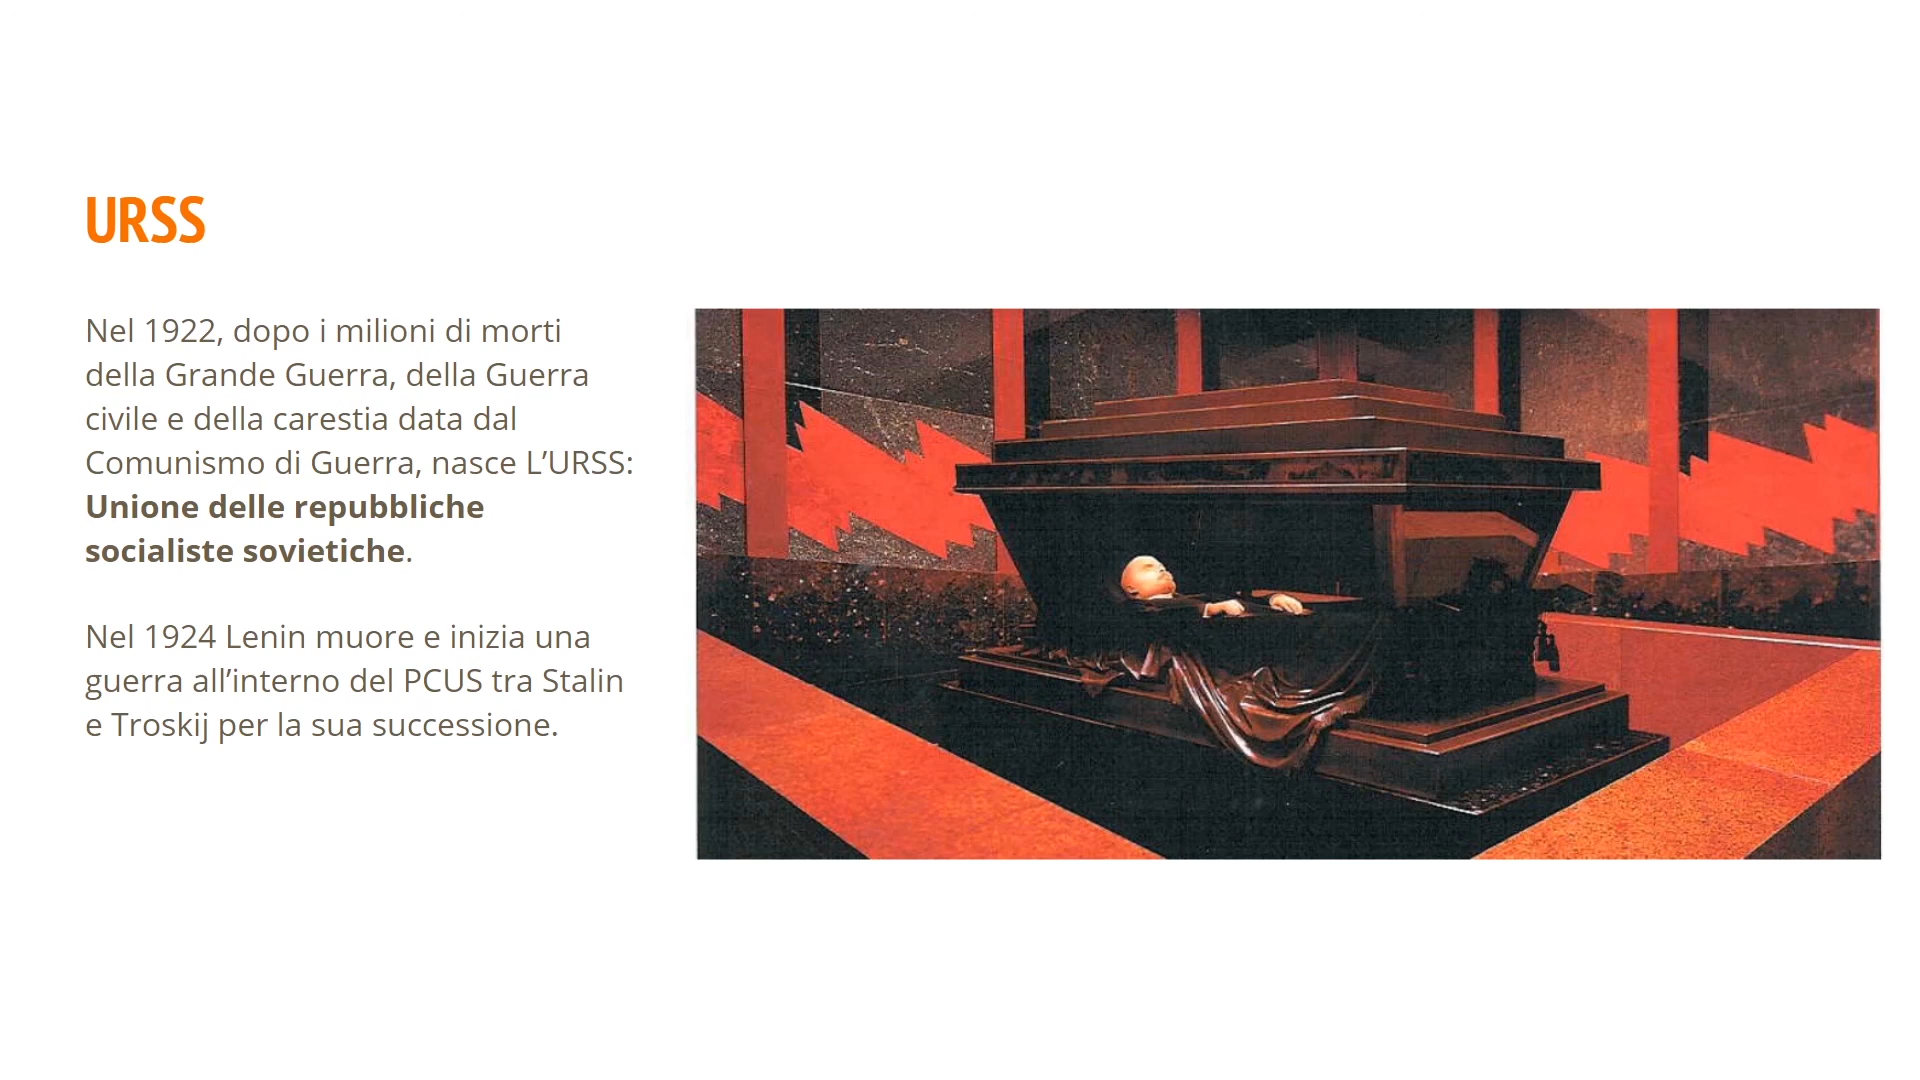 URSS
Nel 1922, dopo i milioni di morti
della Grande Guerra, della Guerra
civile e della carestia data dal
Comunismo di Guerra, nasce L’URSS:
Unione delle repubbliche
socialiste sovietiche.
Nel 1924 Lenin muore e inizia una
guerra all’interno del PCUS tra Stalin
e Troskij per la sua successione.